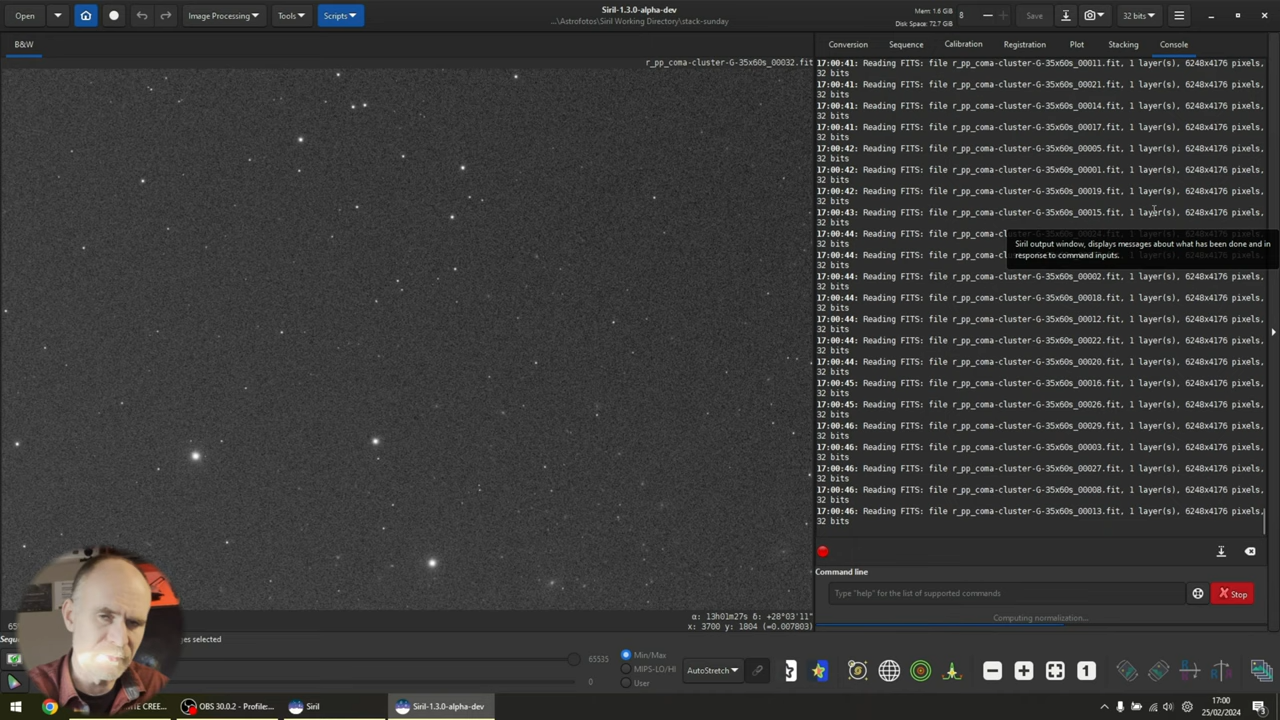 Open
Image Processing
Tools
Scripts
Siril-1.3.0-alpha-dev
...\Astrofotos\Siril Working Directory\stack-sunday
Mem: 1.6 GB
Disk Space: 72.7 GB
8
Save
32 bits
B&W
Conversion
Sequence
Calibration
Registration
Plot
Stacking
Console
r_pp_coma-cluster-G-35x60s_00032.fit
17:00:41: Reading FITS: file r_pp_coma-cluster-G-35x60s_00011.fit, 1 layer(s), 6248x4176 pixels,
32 bits
17:00:41: Reading FITS: file r_pp_coma-cluster-G-35x60s_00021.fit, 1 layer(s), 6248x4176 pixels,
32 bits
17:00:41: Reading FITS: file r_pp_coma-cluster-G-35x60s_00014.fit, 1 layer(s), 6248x4176 pixels,
32 bits
17:00:41: Reading FITS: file r_pp_coma-cluster-G-35x60s_00017.fit, 1 layer(s), 6248x4176 pixels,
32 bits
17:00:42: Reading FITS: file r_pp_coma-cluster-G-35x60s_00005.fit, 1 layer(s), 6248x4176 pixels,
32 bits
17:00:42: Reading FITS: file r_pp_coma-cluster-G-35x60s_00001.fit, 1 layer(s), 6248x4176 pixels,
32 bits
17:00:42: Reading FITS: file r_pp_coma-cluster-G-35x60s_00019.fit, 1 layer(s), 6248x4176 pixels,
32 bits
17:00:43: Reading FITS: file r_pp_coma-cluster-G-35x60s_00015.fit, 1 layer(s), 6248x4176 pixels,
32 bits
17:00:44: Reading FITS: file r_pp_coma-cluster-G-35x60s_00024.fit, 1 layer(s), 6248x4176 pixels,
32 bits
Siril output window, displays messages about what has been done and in
response to command inputs.
17:00:44: Reading FITS: file r_pp_coma-cluster-G
32 bits
17:00:44: Reading FITS: file r_pp_coma-cluster-G-35x60s_00002.fit, 1 layer(s), 6248x4176 pixels,
32 bits
17:00:44: Reading FITS: file r_pp_coma-cluster-G-35x60s_00018.fit, 1 layer(s), 6248x4176 pixels,
32 bits
17:00:44: Reading FITS: file r_pp_coma-cluster-G-35x60s_00012.fit, 1 layer(s), 6248x4176 pixels,
32 bits
17:00:44: Reading FITS: file r_pp_coma-cluster-G-35x60s_00022.fit, 1 layer(s), 6248x4176 pixels,
32 bits
17:00:44: Reading FITS: file r_pp_coma-cluster-G-35x60s_00020.fit, 1 layer(s), 6248x4176 pixels,
32 bits
17:00:45: Reading FITS: file r_pp_coma-cluster-G-35x60s_00016.fit, 1 layer(s), 6248x4176 pixels,
32 bits
17:00:45: Reading FITS: file r_pp_coma-cluster-G-35x60s_00026.fit, 1 layer(s), 6248x4176 pixels,
32 bits
17:00:46: Reading FITS: file r_pp_coma-cluster-G-35x60s_00029.fit, 1 layer(s), 6248x4176 pixels,
32 bits
17:00:46: Reading FITS: file r_pp_coma-cluster-G-35x60s_00003.fit, 1 layer(s), 6248x4176 pixels,
32 bits
17:00:46: Reading FITS: file r_pp_coma-cluster-G-35x60s_00027.fit, 1 layer(s), 6248x4176 pixels,
32 bits
17:00:46: Reading FITS: file r_pp_coma-cluster-G-35x60s_00008.fit, 1 layer(s), 6248x4176 pixels,
32 bits
17:00:46: Reading FITS: file r_pp_coma-cluster-G-35x60s_00013.fit, 1 layer(s), 6248x4176 pixels,
32 bits
Command line
Type "help" for the list of supported commands
Stop
Computing normalization...
α: 13h01m27s δ: +28°03'11"
x: 3700 y: 1804 (=0.007803)
selected
Min/Max
MIPS-LO/HI
User
65535
0
AutoStretch
1
OBS 30.0.2 - Profile:...
Siril
Siril-1.3.0-alpha-dev
17:00
25/02/2024
3